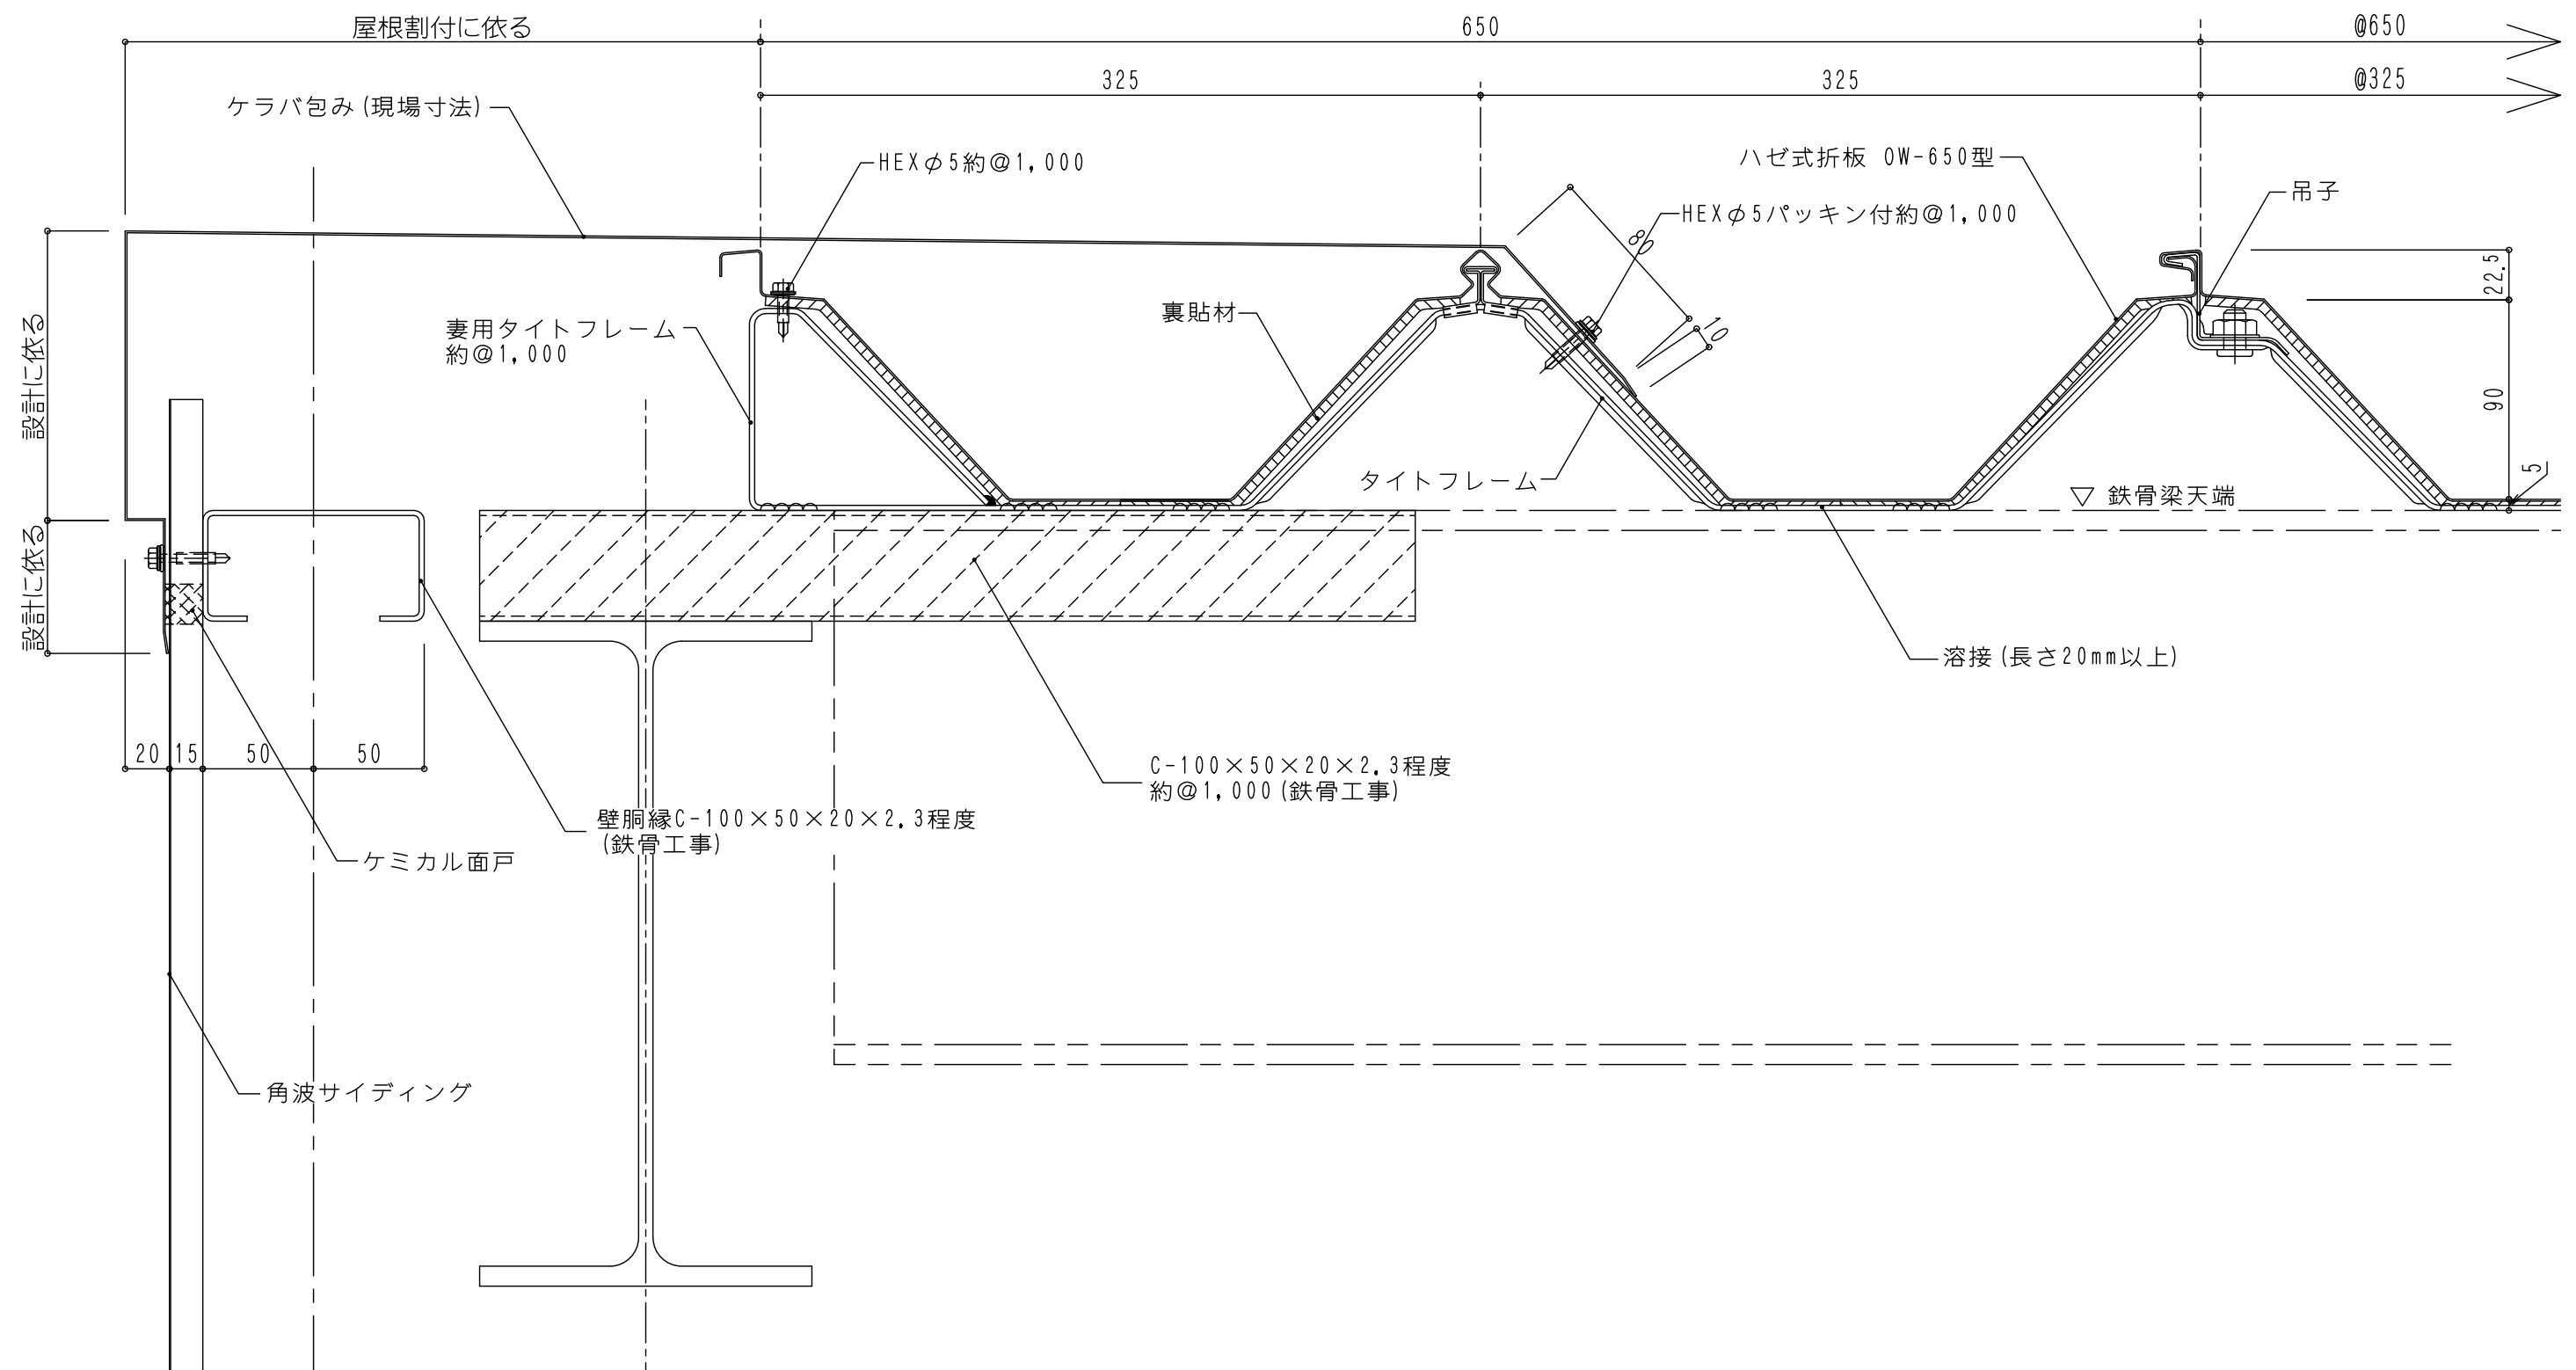 屋根割付に依る
650
@650
325
325
@325
ケラバ包み(現場寸法)
HEXφ5約@1,000
ハゼ式折板 OW-650型
吊子
HEXφ5パッキン付約@1,000
80
10
22.5
90
5
妻用タイトフレーム
約@1,000
裏貼材
タイトフレーム
▽ 鉄骨梁天端
設計に依る
設計に依る
溶接(長さ20mm以上)
20
15
50
50
C-100×50×20×2.3程度
約@1,000(鉄骨工事)
壁胴縁C-100×50×20×2.3程度
(鉄骨工事)
ケミカル面戸
角波サイディング